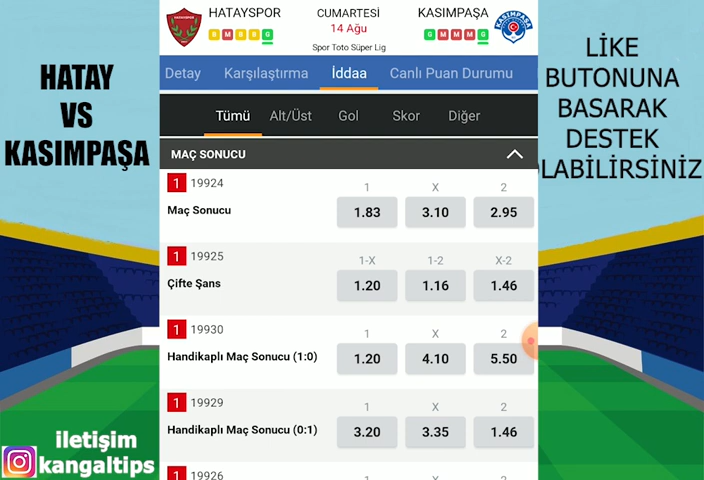 HATAY
VS
KASIMPAŞA
iletişim
kangaltips
HATAYSPOR
B M B B G
CUMARTESİ
14 Ağu
Spor Toto Süper Lig
KASIMPAŞA
G M M M G
KASIMPAŞA
Detay Karşılaştırma İddaa Canlı Puan Durumu
Tümü Alt/Üst Gol Skor Diğer
MAÇ SONUCU
1 19924
Maç Sonucu
1 X 2
1.83 3.10 2.95
1 19925
Çifte Şans
1-X 1-2 X-2
1.20 1.16 1.46
1 19930
Handikaplı Maç Sonucu (1:0)
1 X 2
1.20 4.10 5.50
1 19929
Handikaplı Maç Sonucu (0:1)
1 X 2
3.20 3.35 1.46
1 19926
1 X 2
LİKE
BUTONUNA
BASARAK
DESTEK
OLABİLİRSİNİZ